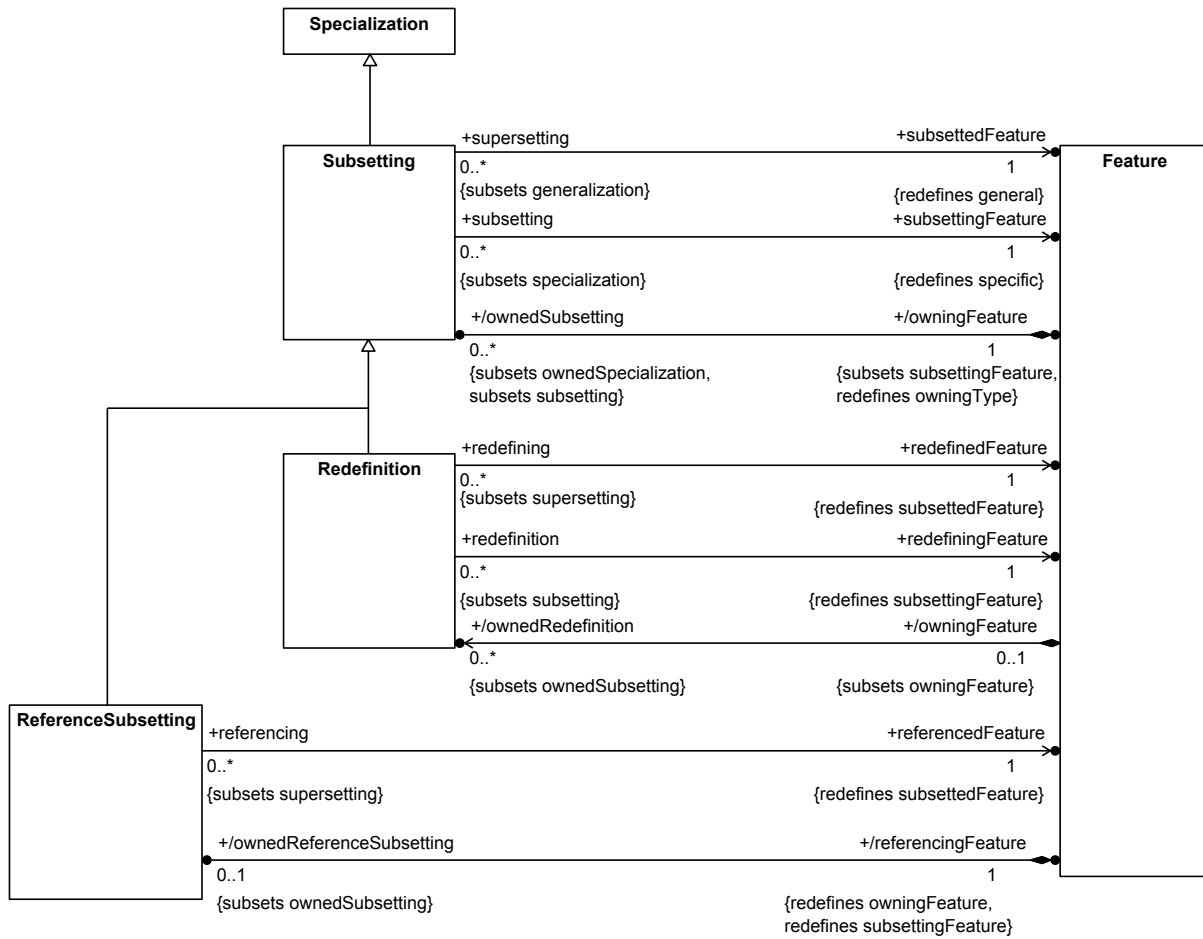 Specialization
+supersetting +subsettedFeature
Subsetting Feature
0..* 1
{subsets generalization} {redefines general}
+subsetting +subsettingFeature
0..* 1
{subsets specialization} {redefines specific}
+/ownedSubsetting +/owningFeature
0..* 1
{subsets ownedSpecialization, {subsets subsettingFeature,
subsets subsetting} redefines owningType}
+redefining +redefinedFeature
Redefinition
0..* 1
{subsets supersetting} {redefines subsettedFeature}
+redefinition +redefiningFeature
0..* 1
{subsets subsetting} {redefines subsettingFeature}
+/ownedRedefinition +/owningFeature
0..* 0..1
{subsets ownedSubsetting} {subsets owningFeature}
ReferenceSubsetting
+referencing +referencedFeature
0..* 1
{subsets supersetting} {redefines subsettedFeature}
+/ownedReferenceSubsetting +/referencingFeature
0..1 1
{subsets ownedSubsetting} {redefines owningFeature,
redefines subsettingFeature}